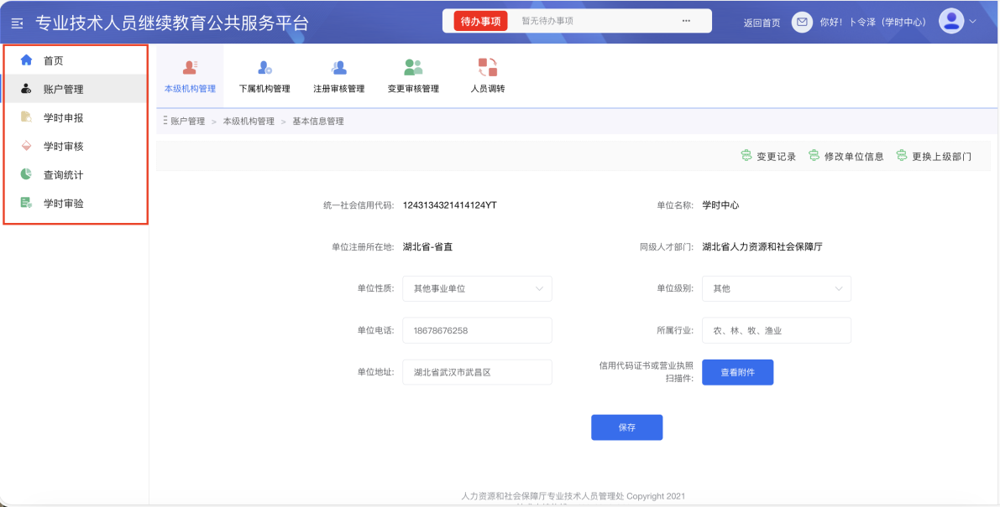 专业技术人员继续教育公共服务平台
待办事项 暂无待办事项 ···
返回首页 你好！卜令泽（学时中心）
首页
账户管理
学时申报
学时审核
查询统计
学时审验
本级机构管理 下属机构管理 注册审核管理 变更审核管理 人员调转
账户管理 > 本级机构管理 > 基本信息管理
变更记录 修改单位信息 更换上级部门
统一社会信用代码: 1243134321414124YT 单位名称: 学时中心
单位注册所在地: 湖北省-省直 同级人才部门: 湖北省人力资源和社会保障厅
单位性质: 其他事业单位 单位级别: 其他
单位电话: 18678676258 所属行业: 农、林、牧、渔业
单位地址: 湖北省武汉市武昌区 信用代码证书或营业执照
扫描件: 查看附件
保存
人力资源和社会保障厅专业技术人员管理处 Copyright 2021